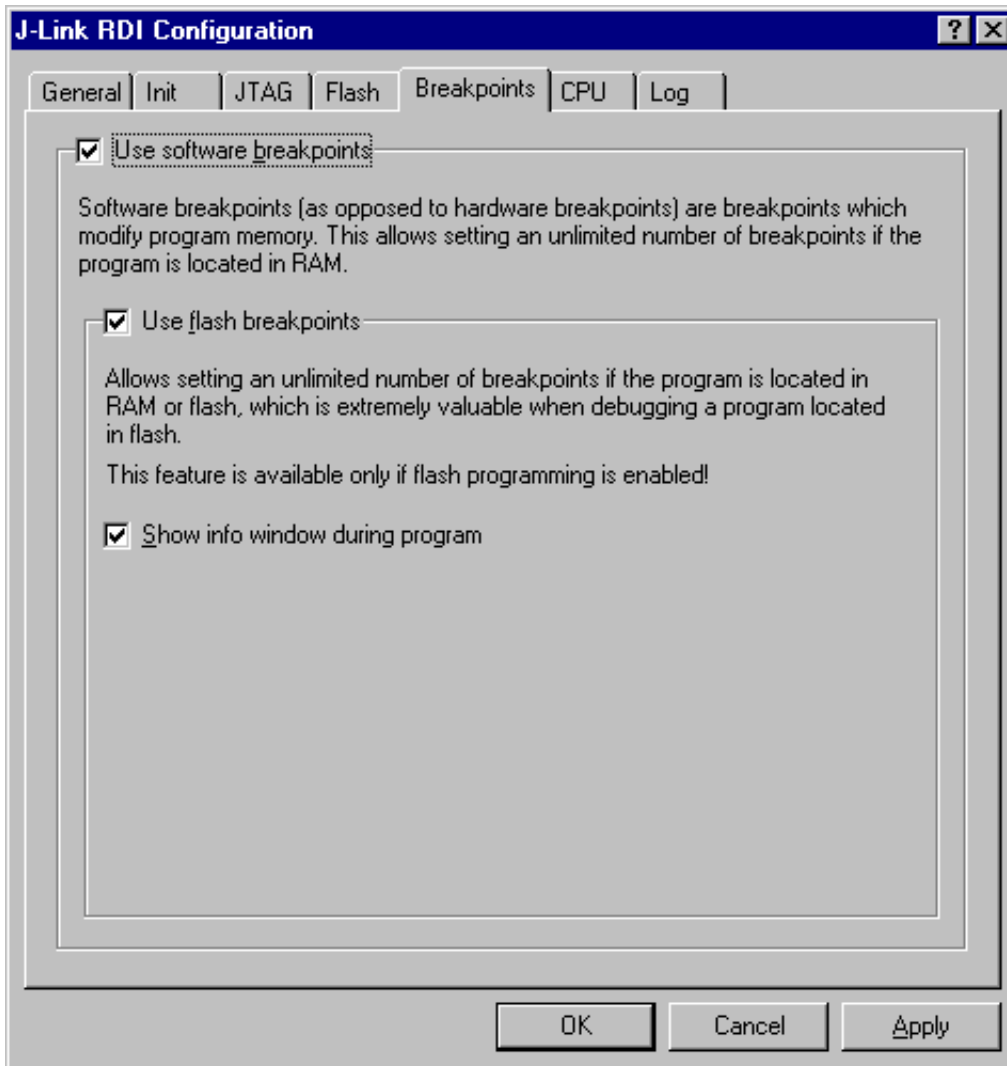 J-Link RDI Configuration
General Init JTAG Flash Breakpoints CPU Log
Use software breakpoints
Software breakpoints (as opposed to hardware breakpoints) are breakpoints which
modify program memory. This allows setting an unlimited number of breakpoints if the
program is located in RAM.
Use flash breakpoints
Allows setting an unlimited number of breakpoints if the program is located in
RAM or flash, which is extremely valuable when debugging a program located
in flash.
This feature is available only if flash programming is enabled!
Show info window during program
OK Cancel Apply